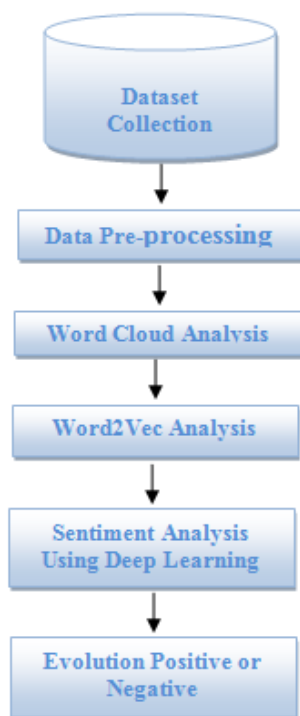 Dataset
Collection
Data Pre-processing
Word Cloud Analysis
Word2Vec Analysis
Sentiment Analysis
Using Deep Learning
Evolution Positive or
Negative